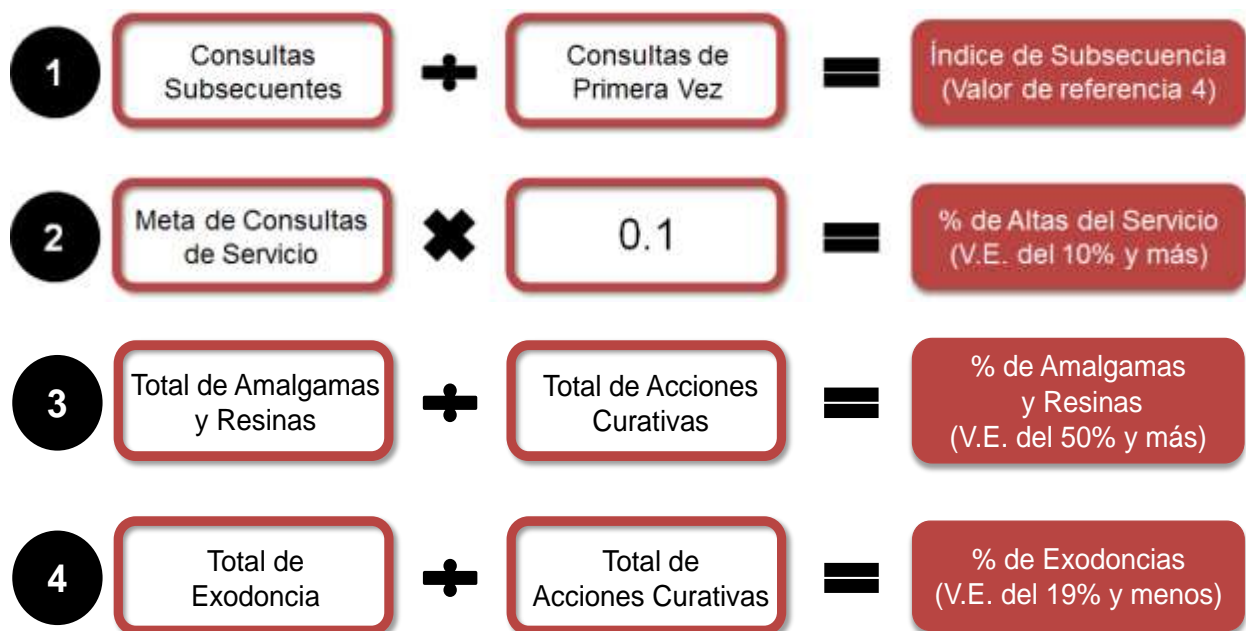 1
Consultas
Subsecuentes
÷
Consultas de
Primera Vez
=
Índice de Subsecuencia
(Valor de referencia 4)
2
Meta de Consultas
de Servicio
✖
0.1
=
% de Altas del Servicio
(V.E. del 10% y más)
3
Total de Amalgamas
y Resinas
÷
Total de Acciones
Curativas
=
% de Amalgamas
y Resinas
(V.E. del 50% y más)
4
Total de
Exodoncia
÷
Total de
Acciones Curativas
=
% de Exodoncias
(V.E. del 19% y menos)